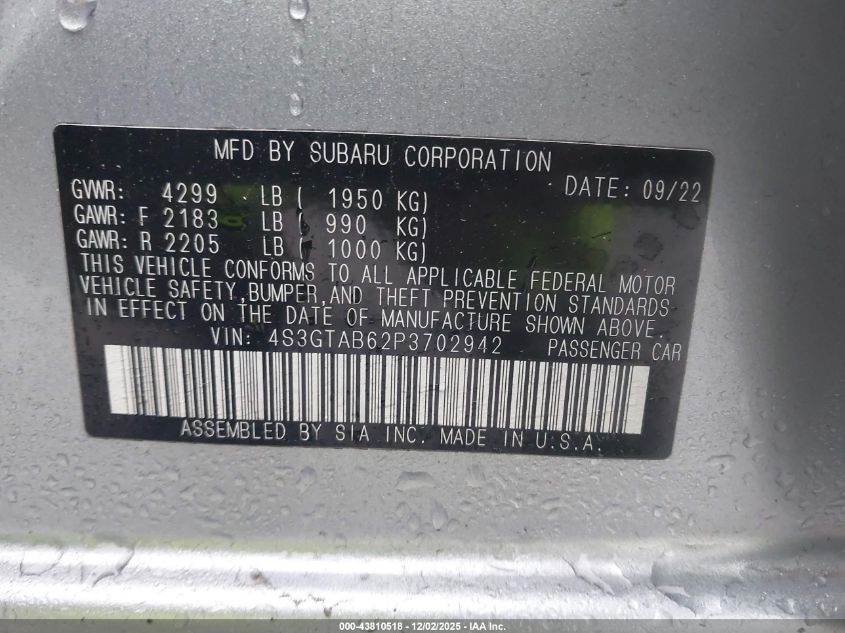 MFD BY SUBARU CORPORATION
DATE: 09/22
GVWR: 4299 LB ( 1950 KG)
GAWR: F 2183 LB ( 990 KG)
GAWR: R 2205 LB ( 1000 KG)
THIS VEHICLE CONFORMS TO ALL APPLICABLE FEDERAL MOTOR
VEHICLE SAFETY,BUMPER,AND THEFT PREVENTION STANDARDS
IN EFFECT ON THE DATE OF MANUFACTURE SHOWN ABOVE.
VIN: 4S3GTAB62P3702942 PASSENGER CAR
ASSEMBLED BY SIA INC. MADE IN U.S.A.
000-43810518 - 12/02/2025 - IAA Inc.